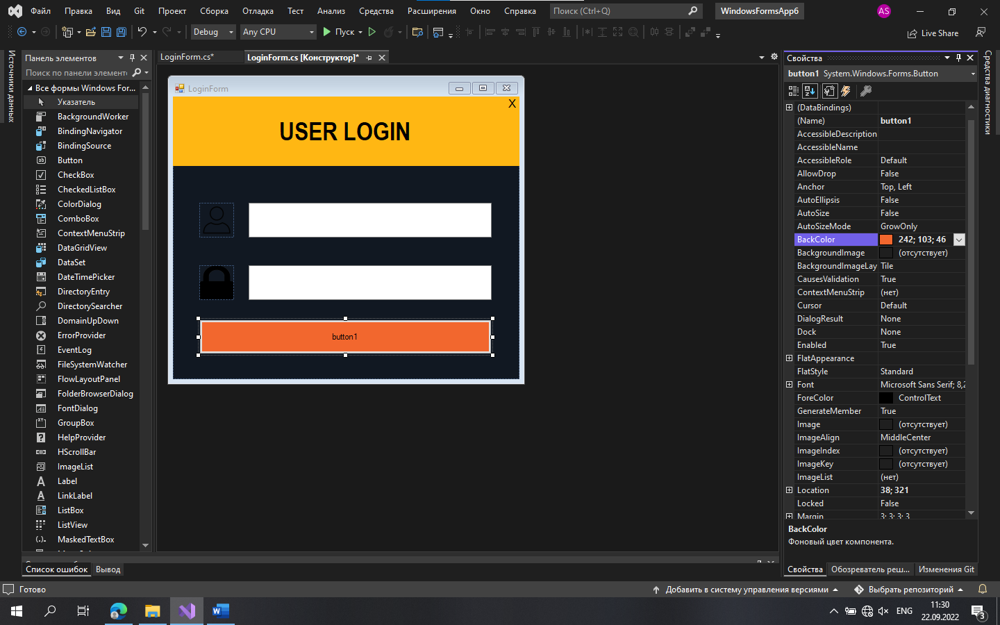 Файл Правка Вид Git Проект Сборка Отладка Тест Анализ Средства Расширения Окно Справка Поиск (Ctrl+Q) WindowsFormsApp6 AS
Debug Any CPU Пуск Live Share
Источники данных
Панель элементов
Поиск по панели элементо
Все формы Windows For...
Указатель
BackgroundWorker
BindingNavigator
BindingSource
Button
CheckBox
CheckedListBox
ColorDialog
ComboBox
ContextMenuStrip
DataGridView
DataSet
DateTimePicker
DirectoryEntry
DirectorySearcher
DomainUpDown
ErrorProvider
EventLog
FileSystemWatcher
FlowLayoutPanel
FolderBrowserDialog
FontDialog
GroupBox
HelpProvider
HScrollBar
ImageList
Label
LinkLabel
ListBox
ListView
MaskedTextBox
LoginForm.cs* LoginForm.cs [Конструктор]*
LoginForm
X
USER LOGIN
button1
Свойства
button1 System.Windows.Forms.Button
(DataBindings)
(Name) button1
AccessibleDescription
AccessibleName
AccessibleRole Default
AllowDrop False
Anchor Top, Left
AutoEllipsis False
AutoSize False
AutoSizeMode GrowOnly
BackColor 242; 103; 46
BackgroundImage (отсутствует)
BackgroundImageLay Tile
CausesValidation True
ContextMenuStrip (нет)
Cursor Default
DialogResult None
Dock None
Enabled True
FlatAppearance
FlatStyle Standard
Font Microsoft Sans Serif; 8,2
ForeColor ControlText
GenerateMember True
Image (отсутствует)
ImageAlign MiddleCenter
ImageIndex (отсутствует)
ImageKey (отсутствует)
ImageList (нет)
Location 38; 321
Locked False
Margin 3; 3; 3; 3
BackColor
Фоновый цвет компонента.
Средства диагностики
Список ошибок Вывод
Свойства Обозреватель реш... Изменения Git
Готово Добавить в систему управления версиями Выбрать репозиторий
ENG 11:30
22.09.2022
3